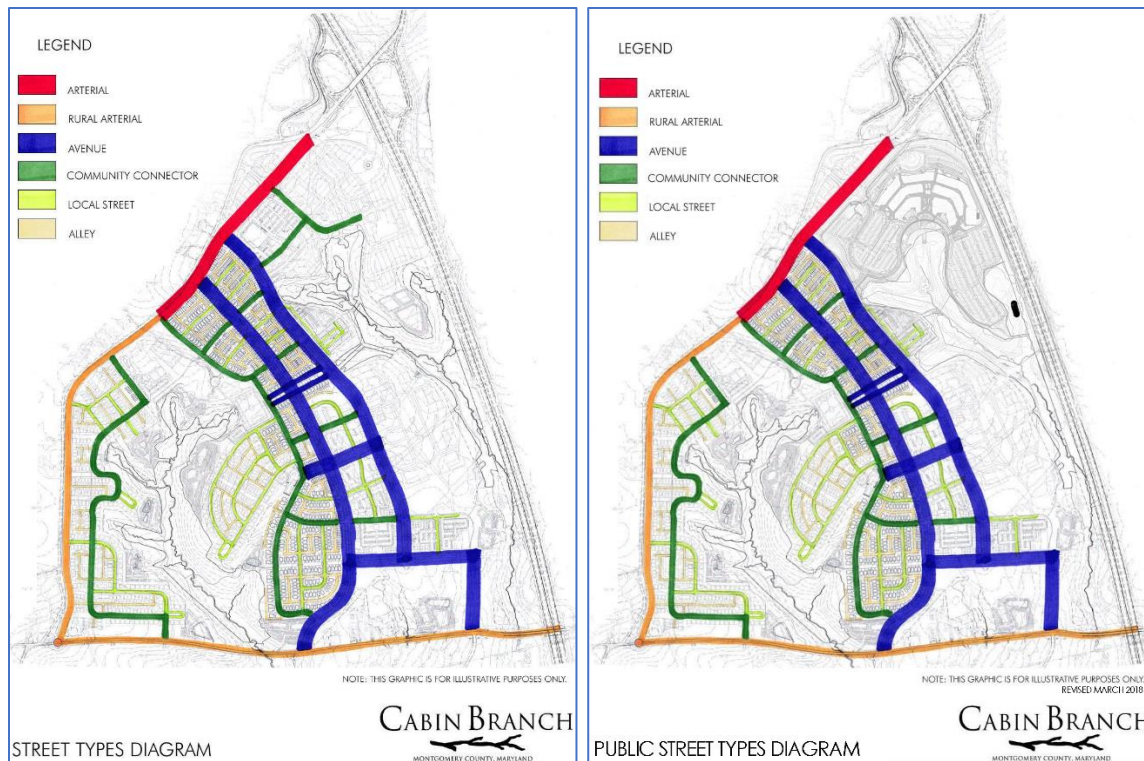 LEGEND
ARTERIAL
RURAL ARTERIAL
AVENUE
COMMUNITY CONNECTOR
LOCAL STREET
ALLEY
NOTE: THIS GRAPHIC IS FOR ILLUSTRATIVE PURPOSES ONLY.
CABIN BRANCH
MONTGOMERY COUNTY, MARYLAND
STREET TYPES DIAGRAM
LEGEND
ARTERIAL
RURAL ARTERIAL
AVENUE
COMMUNITY CONNECTOR
LOCAL STREET
ALLEY
NOTE: THIS GRAPHIC IS FOR ILLUSTRATIVE PURPOSES ONLY.
REVISED MARCH 2018
CABIN BRANCH
MONTGOMERY COUNTY, MARYLAND
PUBLIC STREET TYPES DIAGRAM